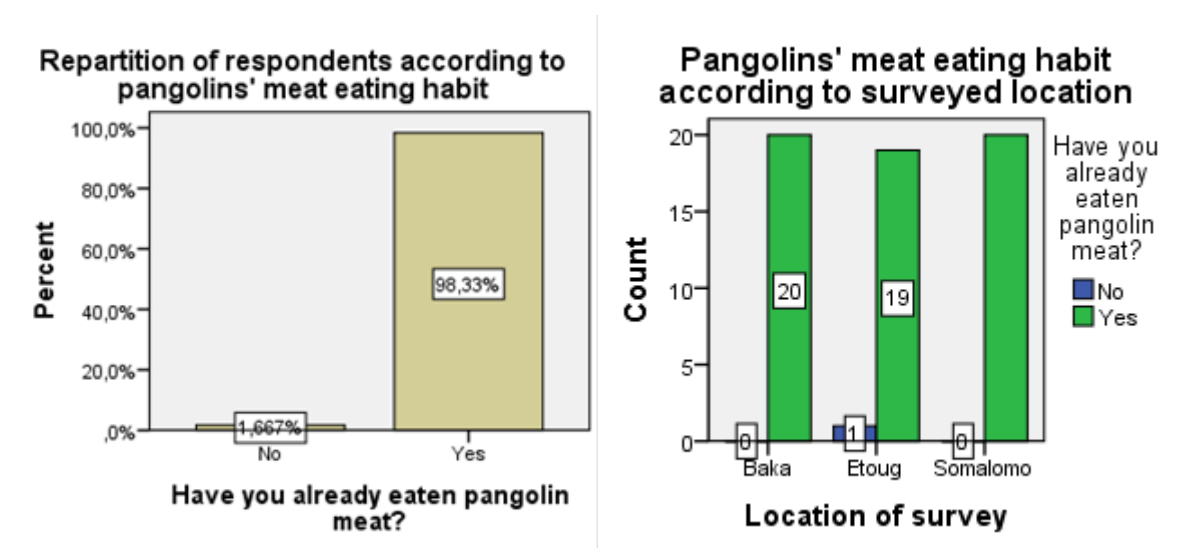 Repartition of respondents according to
pangolins' meat eating habit
Percent
100,0%
80,0%
60,0%
40,0%
20,0%
,0%
1,667%
98,33%
No
Yes
Have you already eaten pangolin
meat?
Pangolins' meat eating habit
according to surveyed location
Count
20
15
10
5
0
0
20
1
19
0
Baka
Etoug
Somalomo
Location of survey
Have you
already
eaten
pangolin
meat?
No
Yes